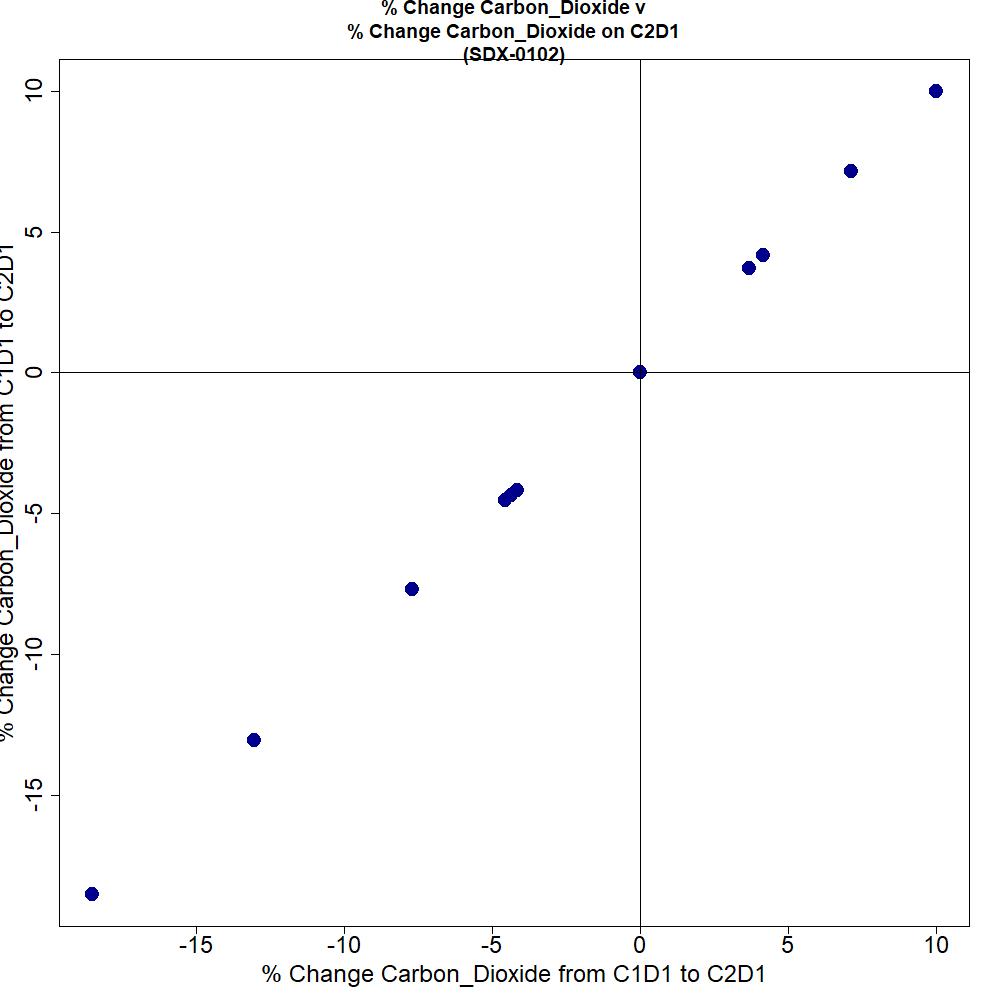 % Change Carbon_Dioxide v
% Change Carbon_Dioxide on C2D1
(SDX-0102)
% Change Carbon_Dioxide from C1D1 to C2D1
10
5
0
-5
-10
-15
-15
-10
-5
0
5
10
% Change Carbon_Dioxide from C1D1 to C2D1